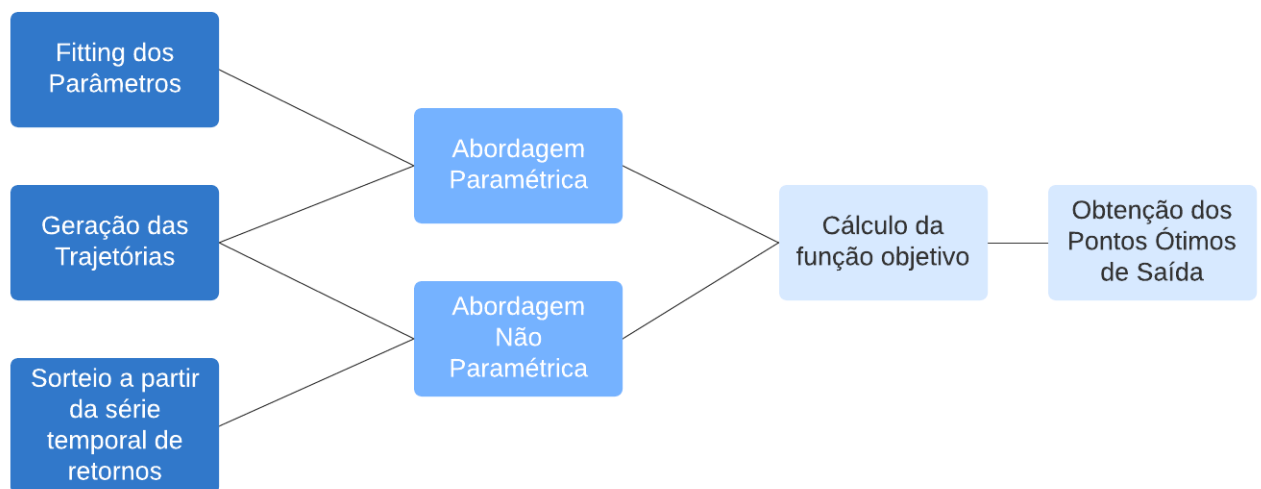 Fitting dos
Parâmetros
Geração das
Trajetórias
Sorteio a partir
da série
temporal de
retornos
Abordagem
Paramétrica
Abordagem
Não
Paramétrica
Cálculo da
função objetivo
Obtenção dos
Pontos Ótimos
de Saída